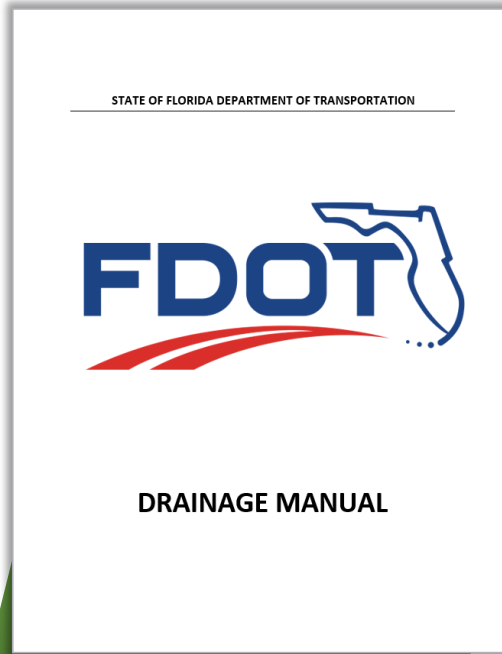 STATE OF FLORIDA DEPARTMENT OF TRANSPORTATION
FDOT
DRAINAGE MANUAL